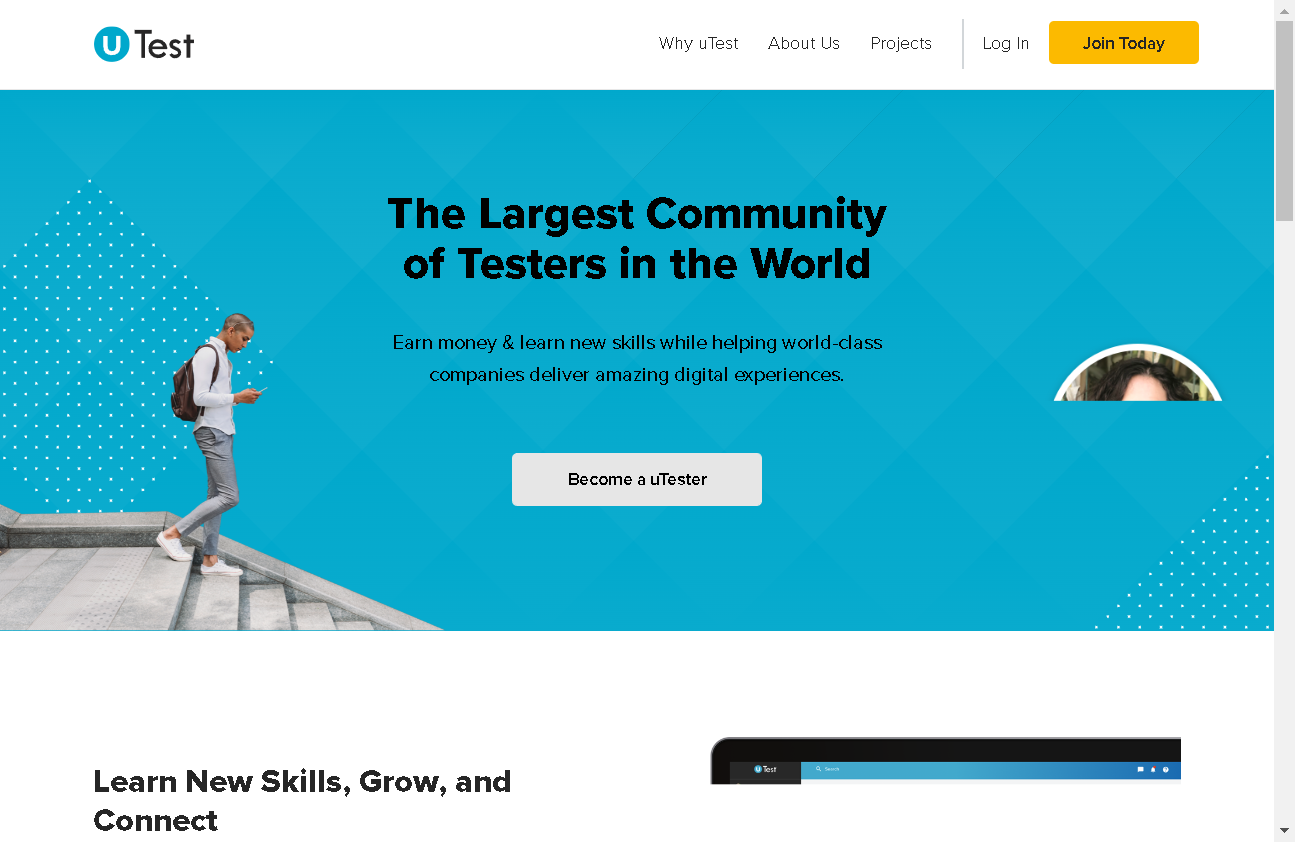 u Test
Why uTest
About Us
Projects
Log In
Join Today
The Largest Community
of Testers in the World
Earn money & learn new skills while helping world-class
companies deliver amazing digital experiences.
Become a uTester
Learn New Skills, Grow, and
Connect
u Test
Search